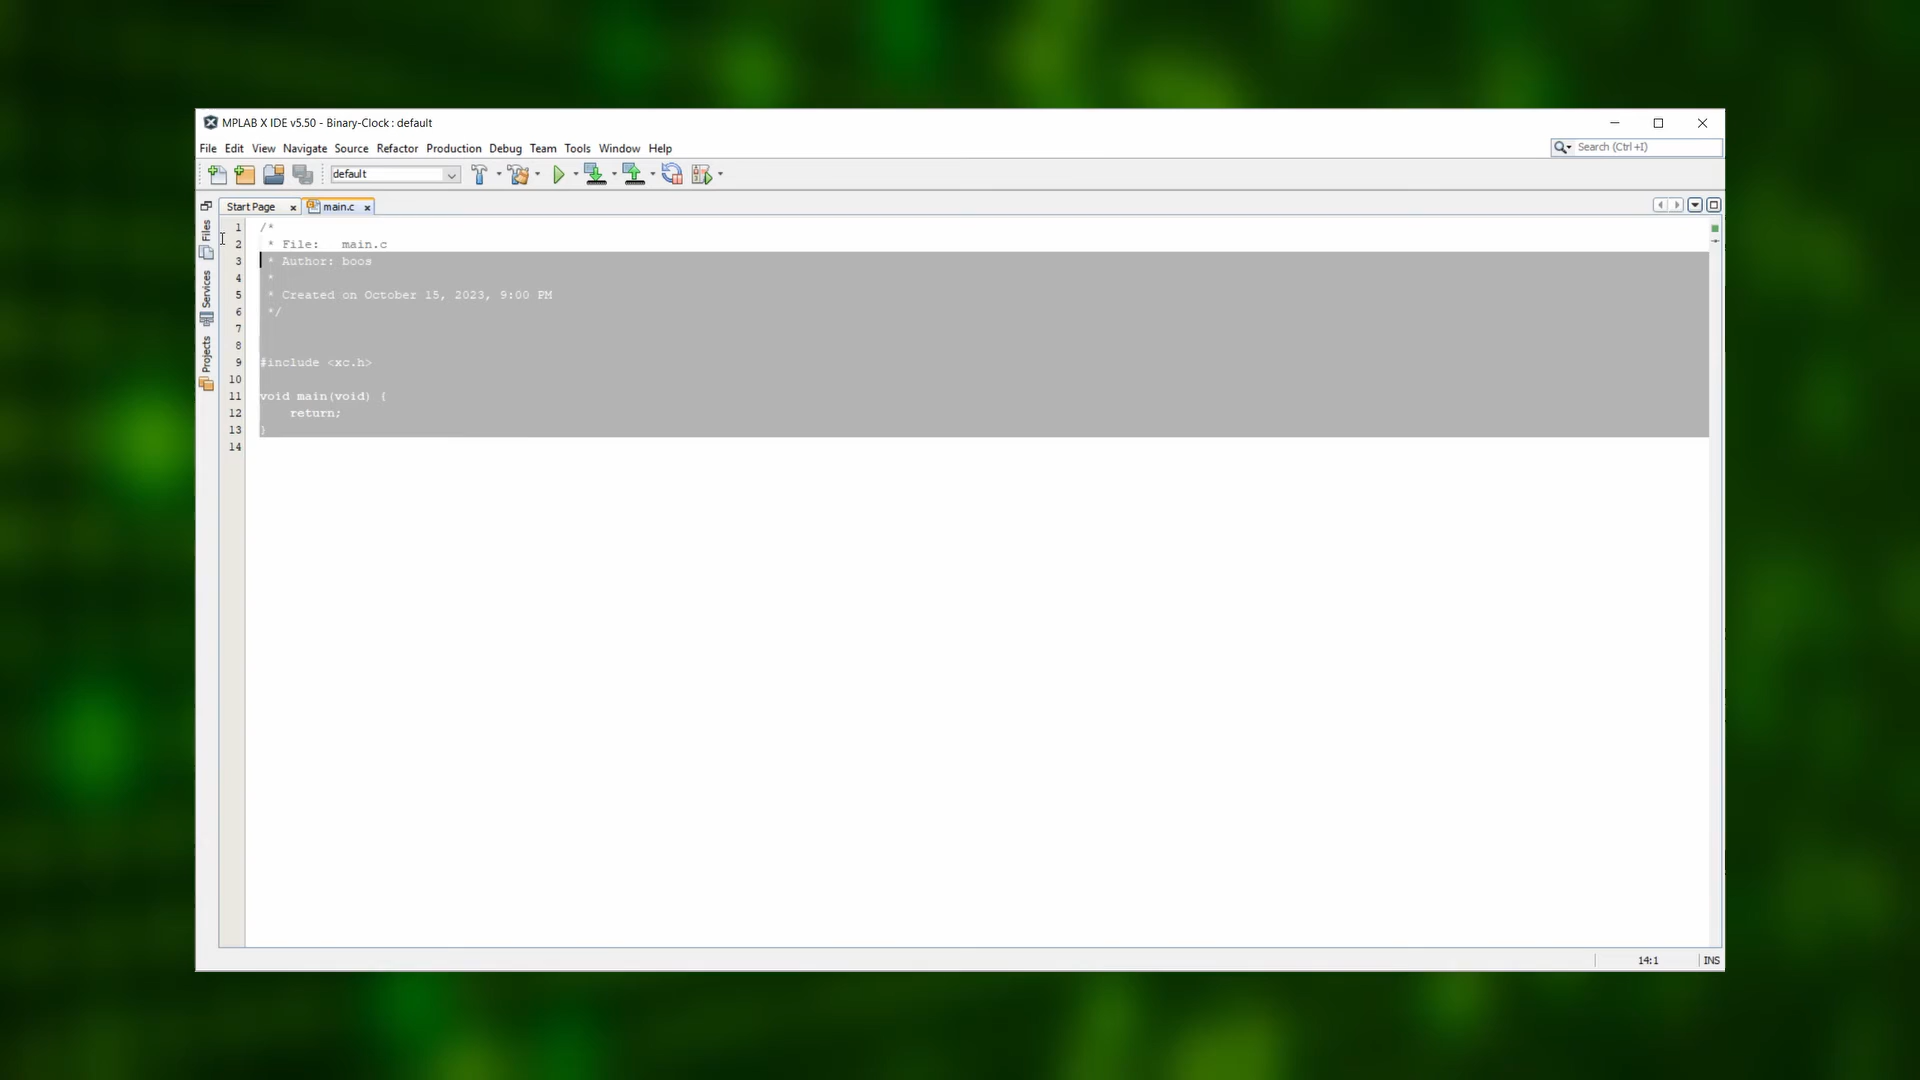 MPLAB X IDE v5.50 - Binary-Clock : default
File Edit View Navigate Source Refactor Production Debug Team Tools Window Help
Search (Ctrl+I)
default
Start Page main.c
Files
Services
Projects
1 /*
2 * File: main.c
3 * Author: boos
4 *
5 * Created on October 15, 2023, 9:00 PM
6 */
7
8
9 #include <xc.h>
10
11 void main(void) {
12 return;
13 }
14
14:1 INS